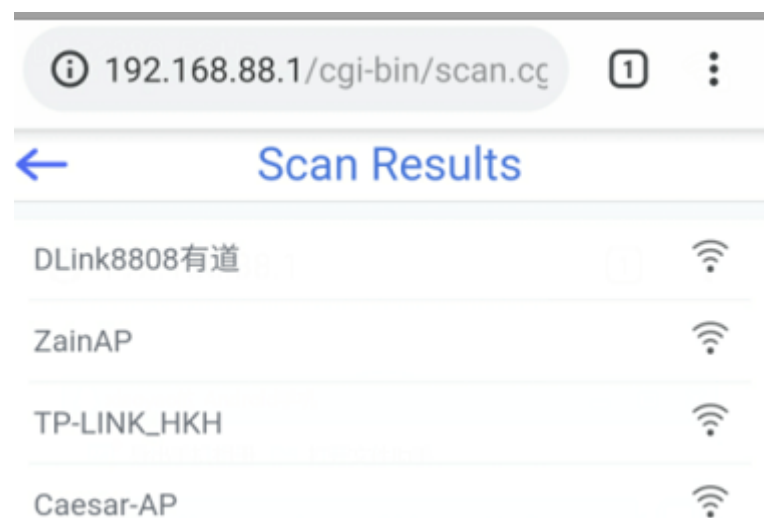 192.168.88.1/cgi-bin/scan.cg
1
Scan Results
DLink8808有道
ZainAP
TP-LINK_HKH
Caesar-AP